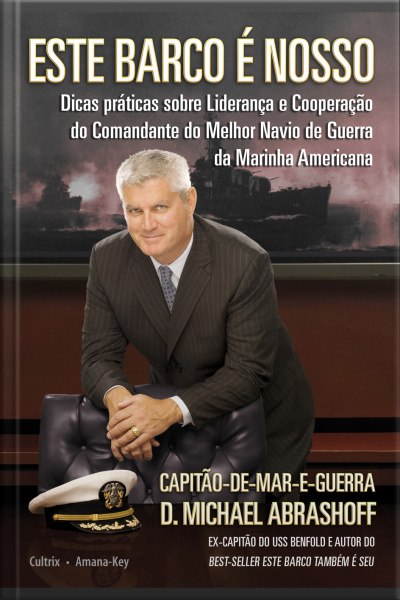 ESTE BARCO É NOSSO
Dicas práticas sobre Liderança e Cooperação
do Comandante do Melhor Navio de Guerra
da Marinha Americana
CAPITÃO-DE-MAR-E-GUERRA
D. MICHAEL ABRASHOFF
EX-CAPITÃO DO USS BENFOLD E AUTOR DO
BEST-SELLER ESTE BARCO TAMBÉM É SEU
Cultrix • Amana-Key